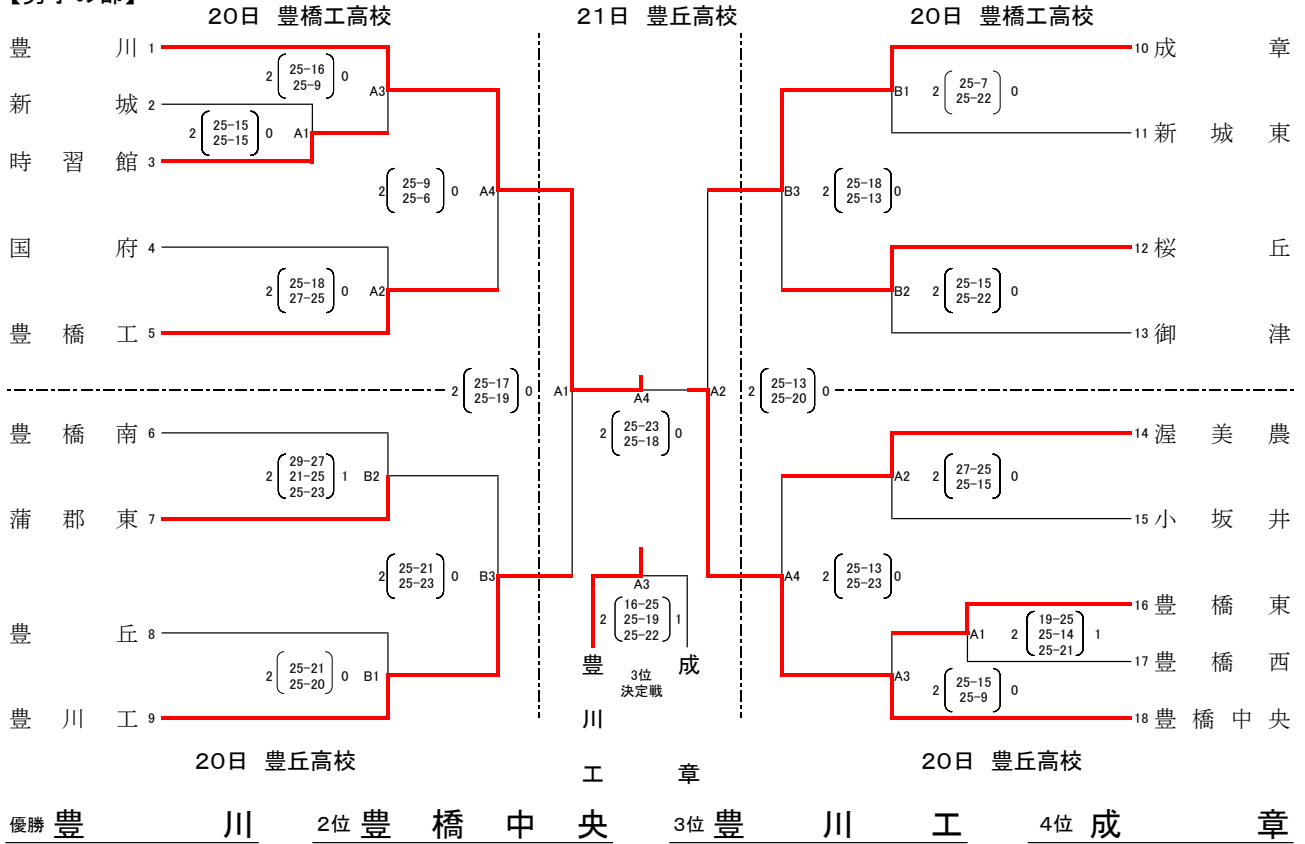 【男子の部】
20日 豊橋工高校
21日 豊丘高校
20日 豊橋工高校
豊川 1
新城 2
時習館 3
国府 4
豊橋工 5
豊橋南 6
蒲郡東 7
豊丘 8
豊川工 9
2 25-16 25-9 0 A3
2 25-15 25-15 0 A1
2 25-9 25-6 0 A4
2 25-18 27-25 0 A2
2 25-17 25-19 0 A1
2 29-27 21-25 25-23 1 B2
2 25-21 25-23 0 B3
2 25-21 25-20 0 B1
A4
2 25-23 25-18 0
A3
2 16-25 25-19 25-22 1
3位
決定戦
豊川工
成章
10 成章
11 新城東
12 桜丘
13 御津
14 渥美農
15 小坂井
16 豊橋東
17 豊橋西
18 豊橋中央
B1 2 25-7 25-22 0
B3 2 25-18 25-13 0
B2 2 25-15 25-22 0
A2 2 25-13 25-20 0
A2 2 27-25 25-15 0
A4 2 25-13 25-23 0
A1 2 19-25 25-14 25-21 1
A3 2 25-15 25-9 0
20日 豊丘高校
20日 豊丘高校
優勝 豊川
2位 豊橋中央
3位 豊川工
4位 成章